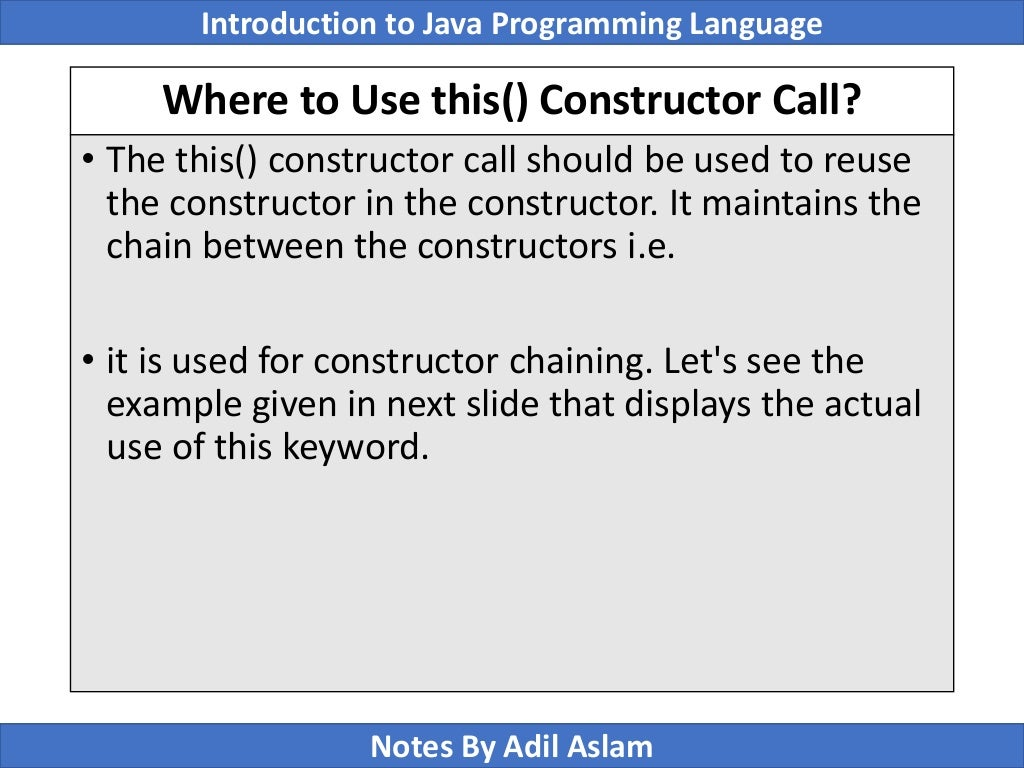 Introduction to Java Programming Language
Where to Use this() Constructor Call?
• The this() constructor call should be used to reuse
the constructor in the constructor. It maintains the
chain between the constructors i.e.
• it is used for constructor chaining. Let's see the
example given in next slide that displays the actual
use of this keyword.
Notes By Adil Aslam